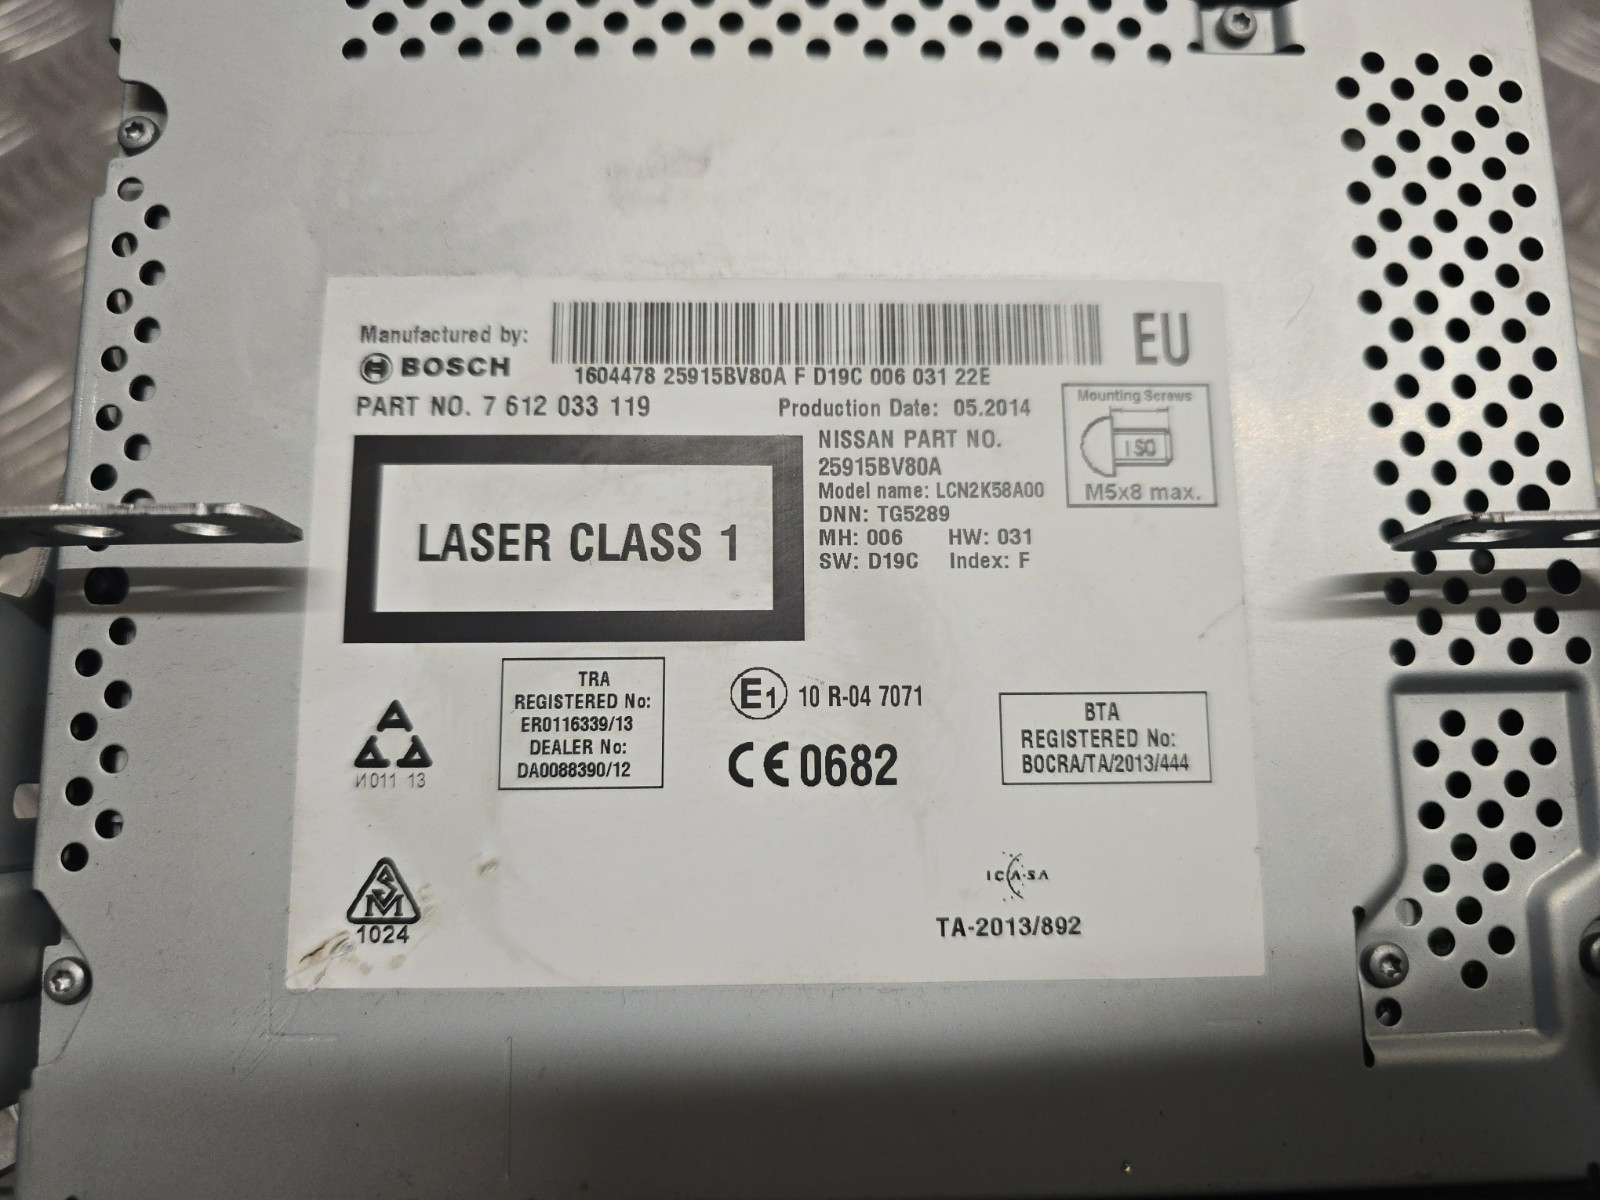 Manufactured by:
BOSCH
EU
1604478 25915BV80A F D19C 006 031 22E
PART NO. 7 612 033 119
Production Date: 05.2014
Mounting Screws
ISO
M5x8 max.
NISSAN PART NO.
25915BV80A
Model name: LCN2K58A00
DNN: TG5289
MH: 006 HW: 031
SW: D19C Index: F
LASER CLASS 1
TRA
REGISTERED No:
ER0116339/13
DEALER No:
DA0088390/12
E1 10 R-04 7071
CE0682
BTA
REGISTERED No:
BOCRA/TA/2013/444
И011 13
1024
ICASA
TA-2013/892